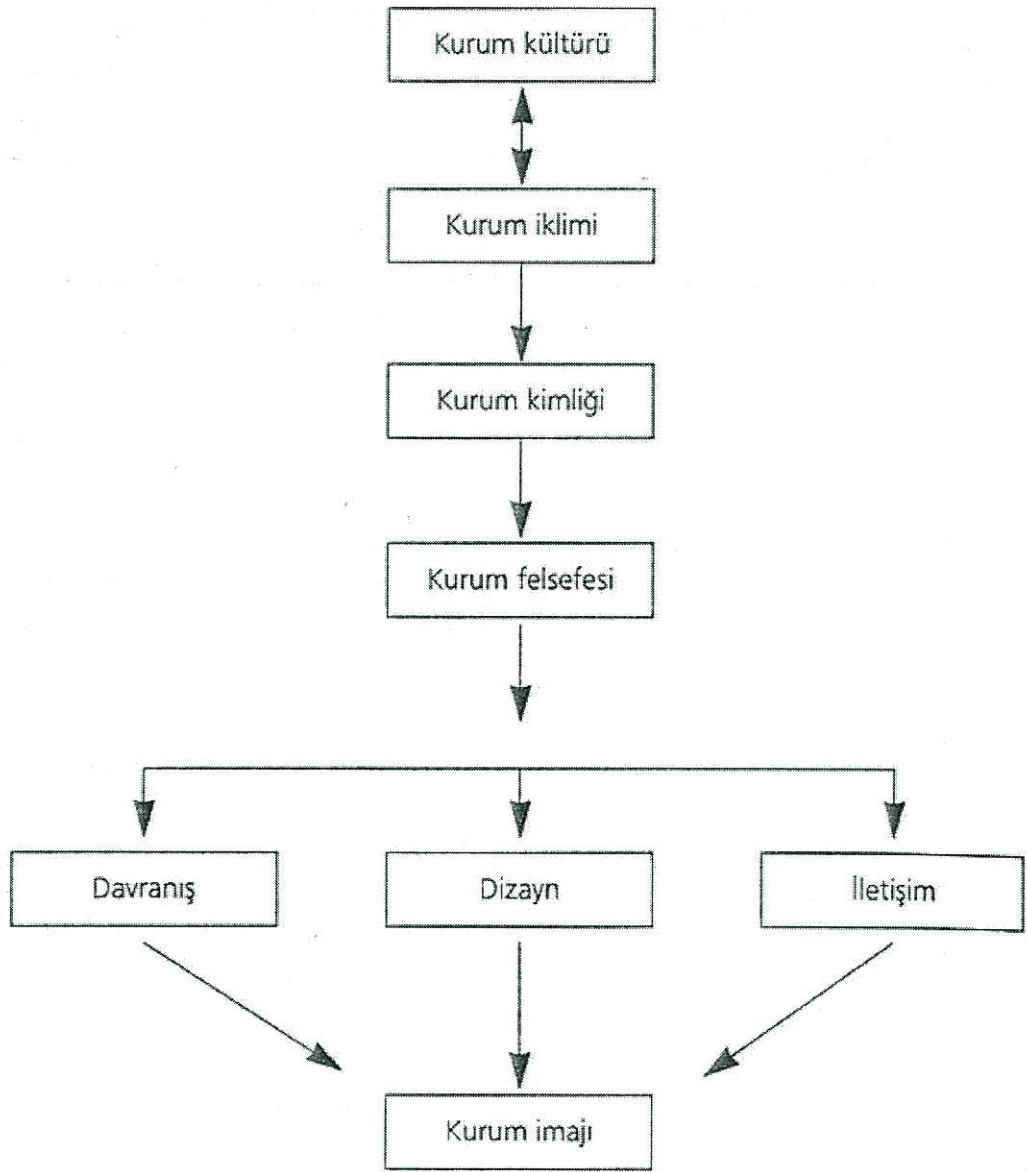 Kurum kültürü
Kurum iklimi
Kurum kimliği
Kurum felsefesi
Davranış
Dizayn
İletişim
Kurum imajı